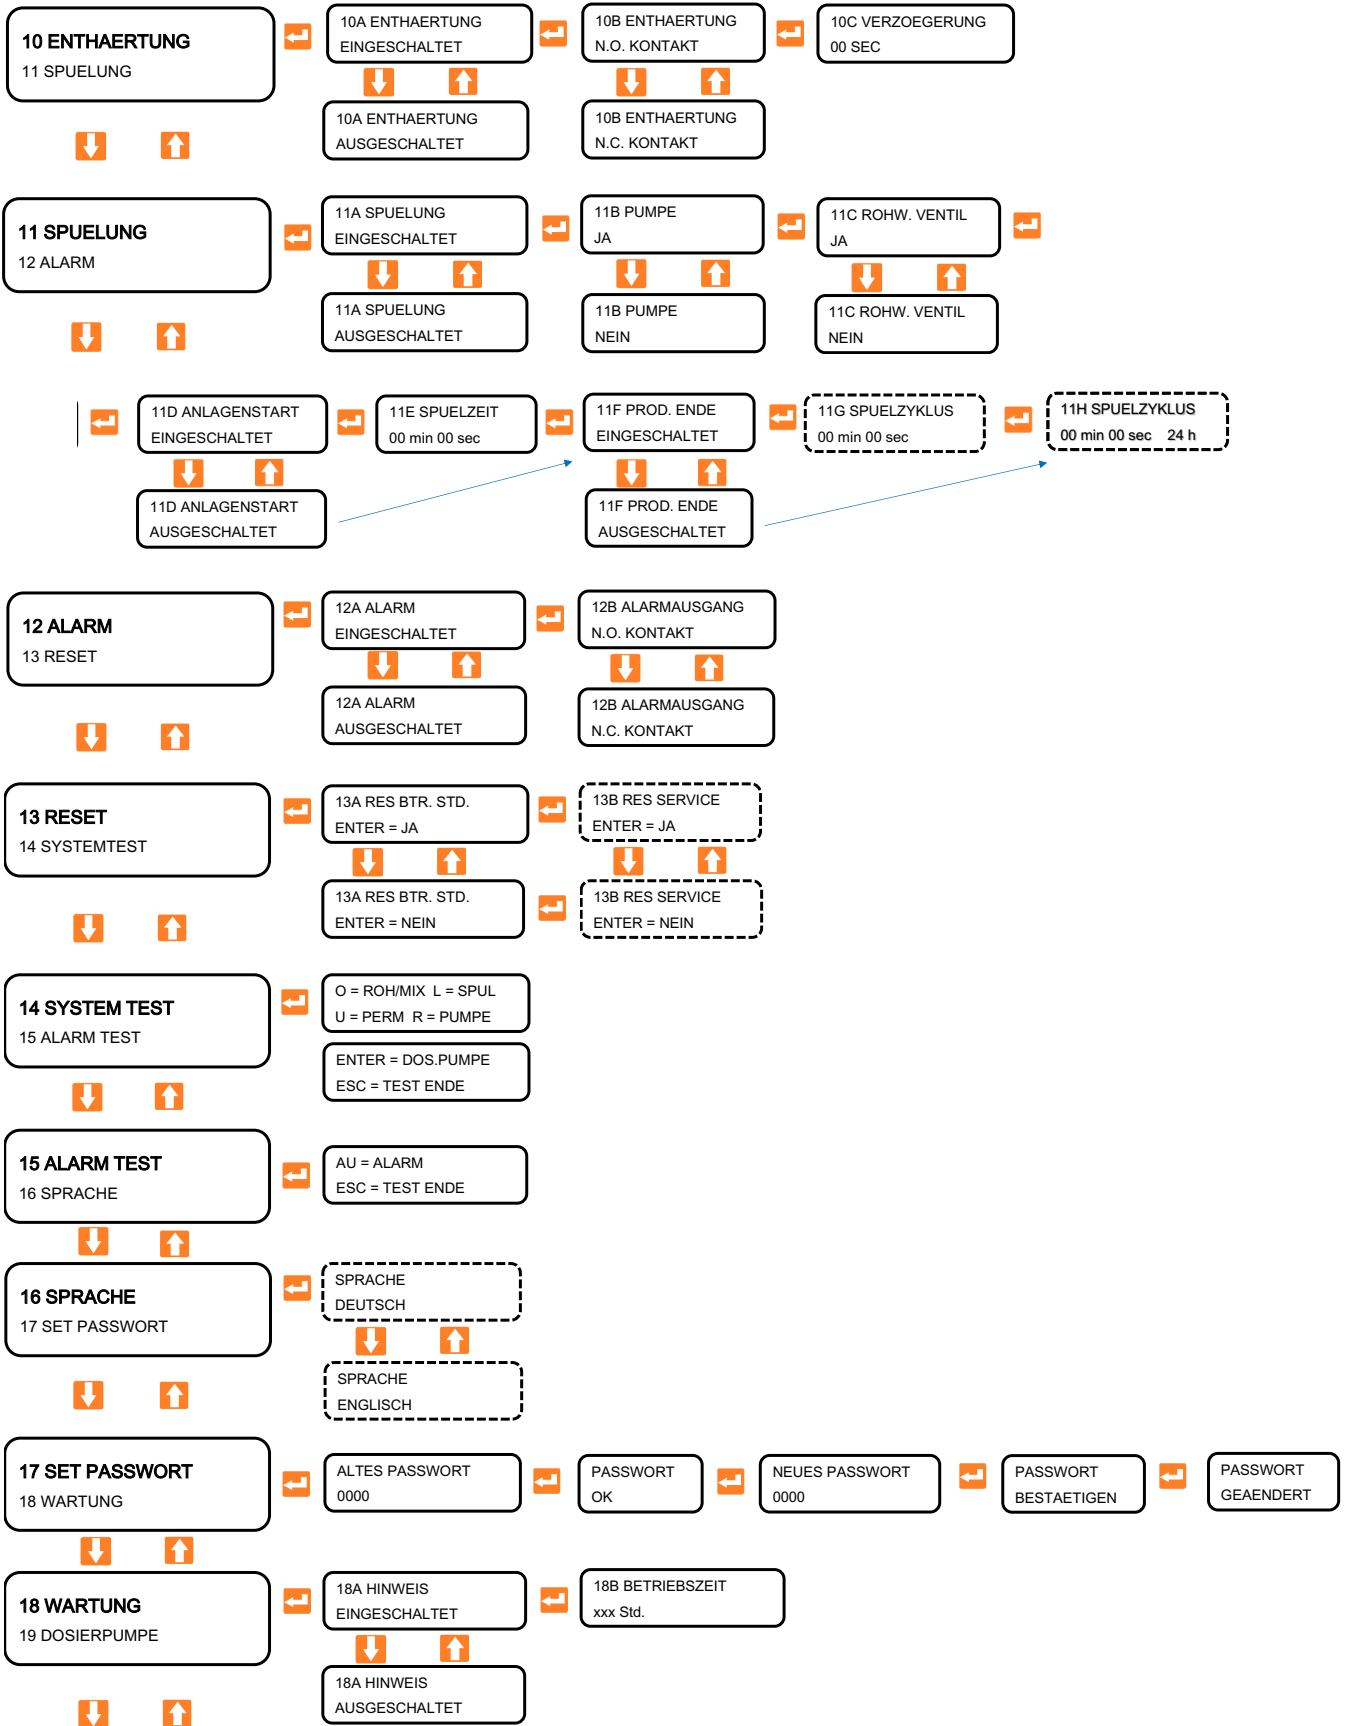 10 ENTHAERTUNG
11 SPUELUNG
10A ENTHAERTUNG
EINGESCHALTET
10B ENTHAERTUNG
N.O. KONTAKT
10C VERZOEGERUNG
00 SEC
10A ENTHAERTUNG
AUSGESCHALTET
10B ENTHAERTUNG
N.C. KONTAKT
11 SPUELUNG
12 ALARM
11A SPUELUNG
EINGESCHALTET
11B PUMPE
JA
11C ROHW. VENTIL
JA
11A SPUELUNG
AUSGESCHALTET
11B PUMPE
NEIN
11C ROHW. VENTIL
NEIN
11D ANLAGENSTART
EINGESCHALTET
11E SPUELZEIT
00 min 00 sec
11F PROD. ENDE
EINGESCHALTET
11G SPUELZYKLUS
00 min 00 sec
11H SPUELZYKLUS
00 min 00 sec 24 h
11D ANLAGENSTART
AUSGESCHALTET
11F PROD. ENDE
AUSGESCHALTET
12 ALARM
13 RESET
12A ALARM
EINGESCHALTET
12B ALARMAUSGANG
N.O. KONTAKT
12A ALARM
AUSGESCHALTET
12B ALARMAUSGANG
N.C. KONTAKT
13 RESET
14 SYSTEMTEST
13A RES BTR. STD.
ENTER = JA
13B RES SERVICE
ENTER = JA
13A RES BTR. STD.
ENTER = NEIN
13B RES SERVICE
ENTER = NEIN
14 SYSTEM TEST
15 ALARM TEST
O = ROH/MIX L = SPUL
U = PERM R = PUMPE
ENTER = DOS.PUMPE
ESC = TEST ENDE
15 ALARM TEST
16 SPRACHE
AU = ALARM
ESC = TEST ENDE
16 SPRACHE
17 SET PASSWORT
SPRACHE
DEUTSCH
SPRACHE
ENGLISCH
17 SET PASSWORT
18 WARTUNG
ALTES PASSWORT
0000
PASSWORT
OK
NEUES PASSWORT
0000
PASSWORT
BESTAETIGEN
PASSWORT
GEAENDERT
18 WARTUNG
19 DOSIERPUMPE
18A HINWEIS
EINGESCHALTET
18B BETRIEBSZEIT
xxx Std.
18A HINWEIS
AUSGESCHALTET